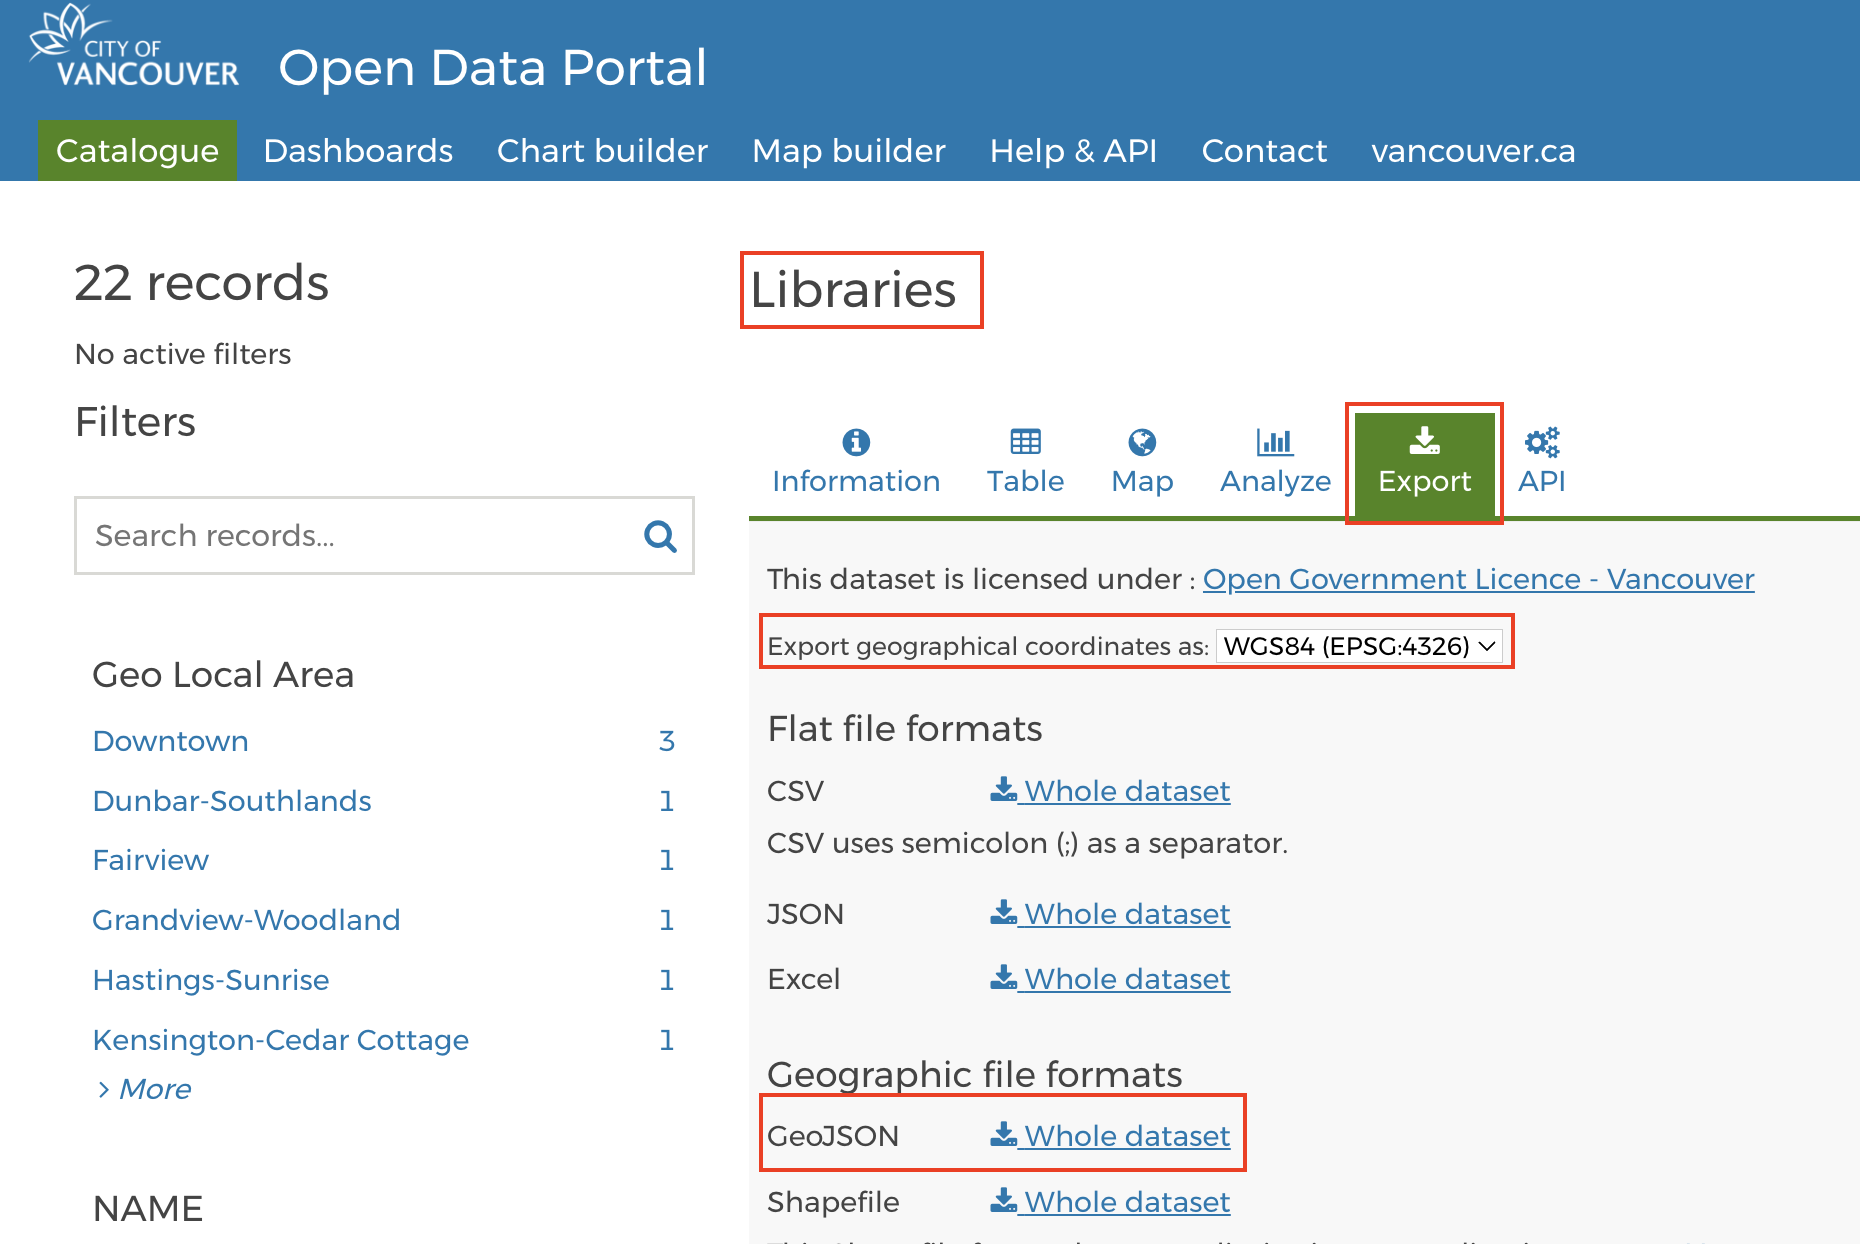 CITY OF
VANCOUVER
Open Data Portal
Catalogue Dashboards Chart builder Map builder Help & API Contact vancouver.ca
22 records
No active filters
Filters
Search records...
Geo Local Area
Downtown 3
Dunbar-Southlands 1
Fairview 1
Grandview-Woodland 1
Hastings-Sunrise 1
Kensington-Cedar Cottage 1
> More
NAME
Libraries
Information Table Map Analyze Export API
This dataset is licensed under : Open Government Licence - Vancouver
Export geographical coordinates as: WGS84 (EPSG:4326)
Flat file formats
CSV Whole dataset
CSV uses semicolon (;) as a separator.
JSON Whole dataset
Excel Whole dataset
Geographic file formats
GeoJSON Whole dataset
Shapefile Whole dataset